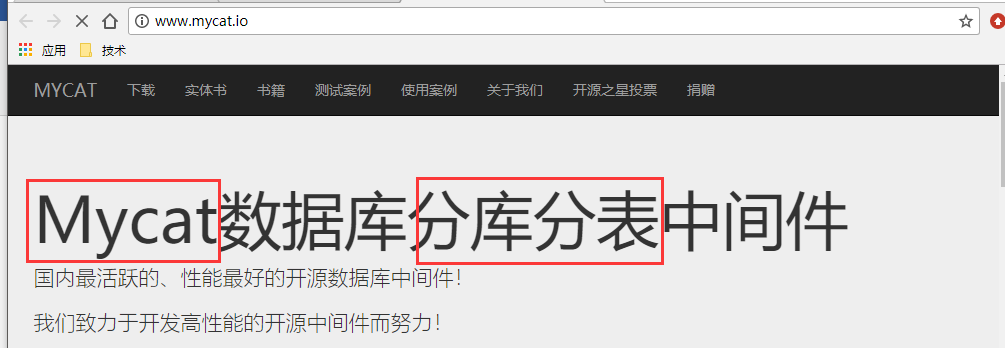 www.mycat.io
应用 技术
MYCAT 下载 实体书 书籍 测试案例 使用案例 关于我们 开源之星投票 捐赠
Mycat数据库分库分表中间件
国内最活跃的、性能最好的开源数据库中间件！
我们致力于开发高性能的开源中间件而努力！